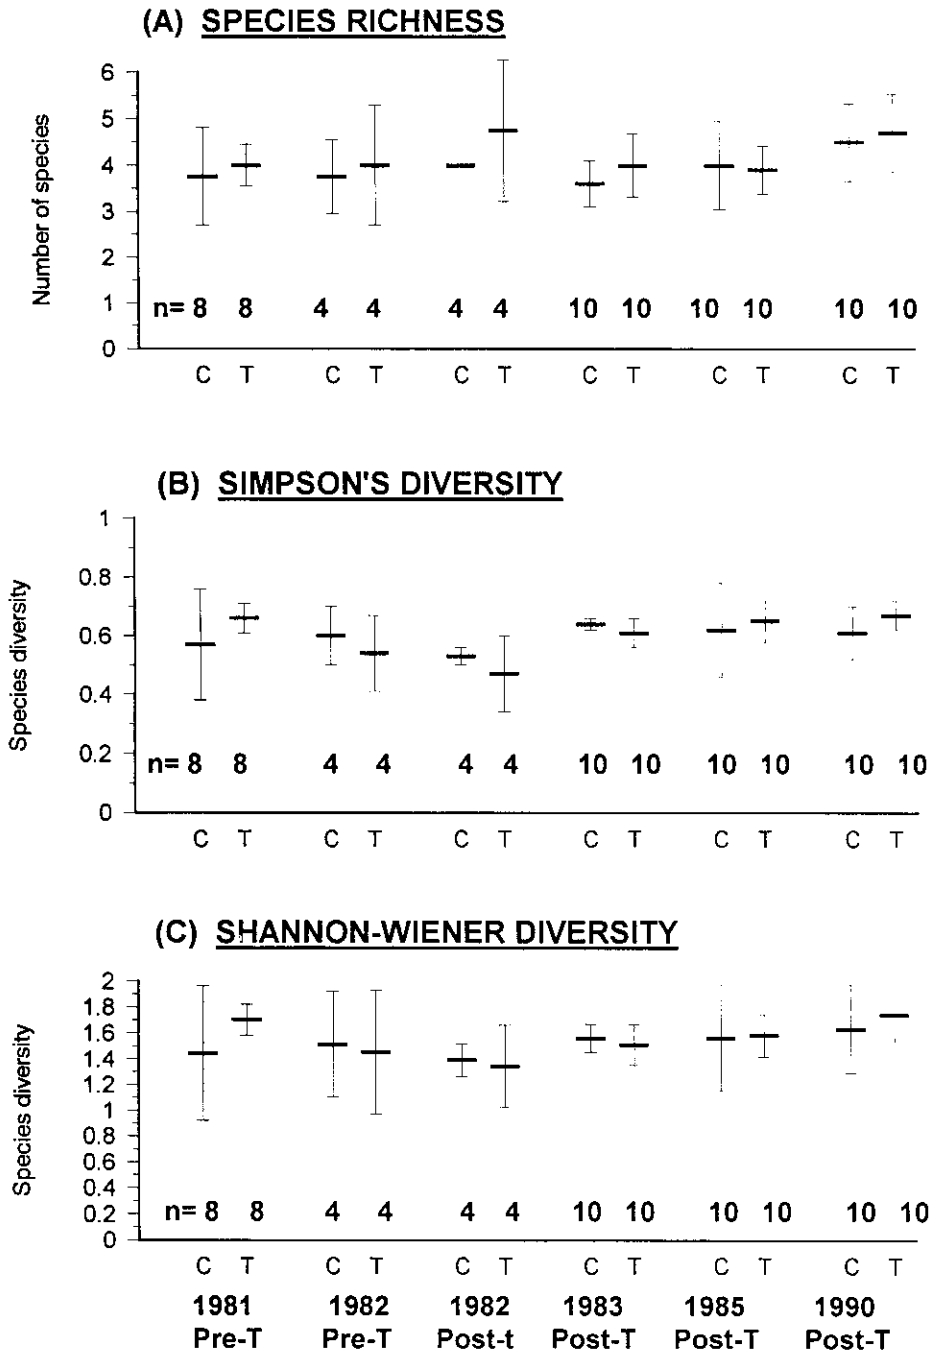 (A) SPECIES RICHNESS
6
5
4
3
2
1
0
Number of species
n= 8 8 4 4 4 4 10 10 10 10 10 10
C T C T C T C T C T C T
(B) SIMPSON'S DIVERSITY
1
0.8
0.6
0.4
0.2
0
Species diversity
n= 8 8 4 4 4 4 10 10 10 10 10 10
C T C T C T C T C T C T
(C) SHANNON-WIENER DIVERSITY
2
1.8
1.6
1.4
1.2
1
0.8
0.6
0.4
0.2
0
Species diversity
n= 8 8 4 4 4 4 10 10 10 10 10 10
C T C T C T C T C T C T
1981 1982 1982 1983 1985 1990
Pre-T Pre-T Post-t Post-T Post-T Post-T